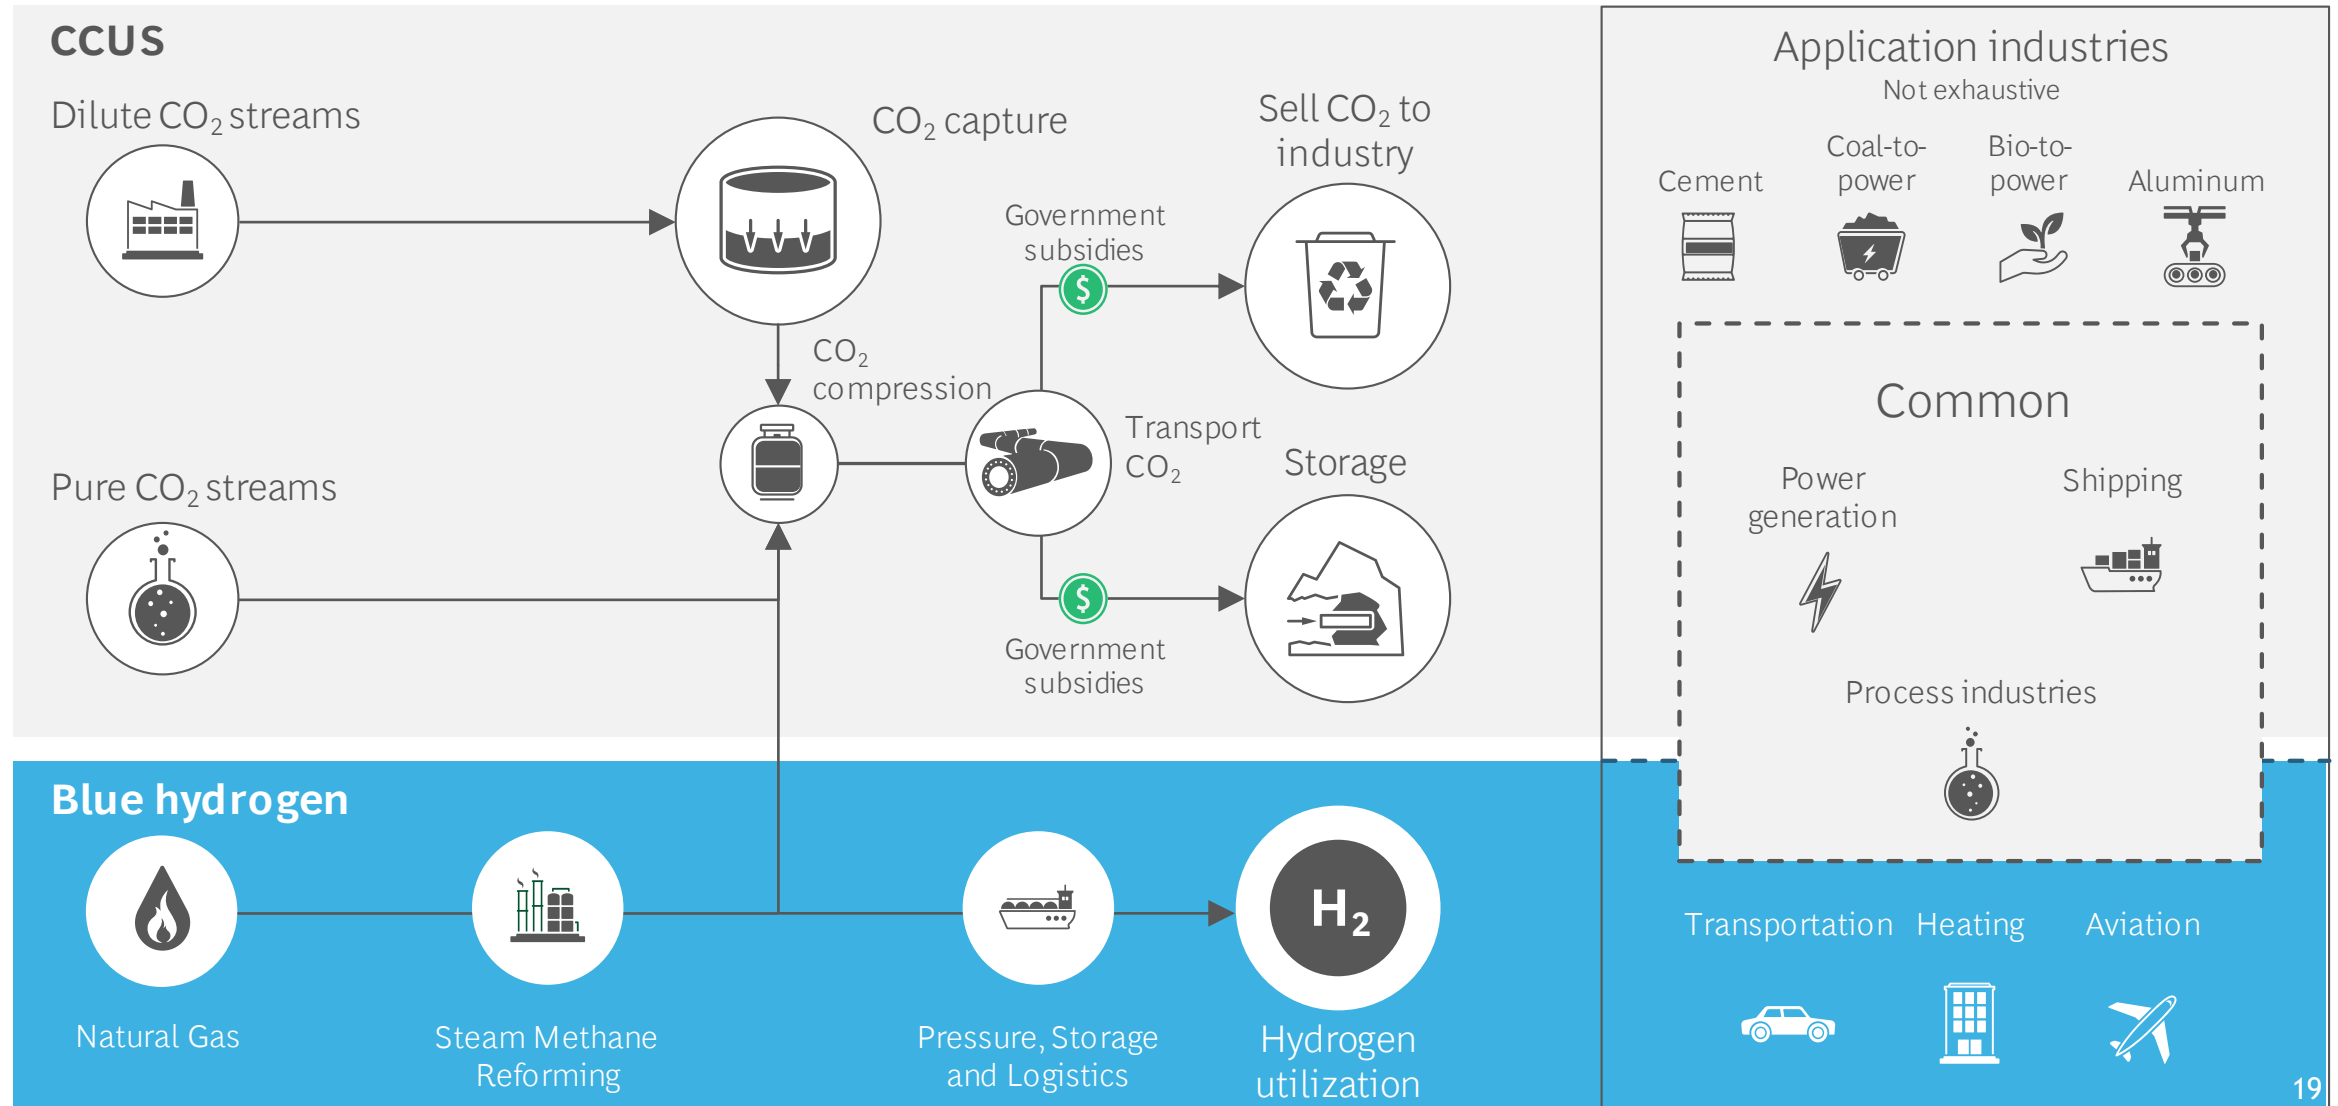 CCUS
Dilute CO₂ streams
CO₂ capture
Sell CO₂ to
industry
Government
subsidies
$
CO₂
compression
Transport
CO₂
Pure CO₂ streams
Storage
$
Government
subsidies
Blue hydrogen
H₂
Natural Gas
Steam Methane
Reforming
Pressure, Storage
and Logistics
Hydrogen
utilization
Application industries
Not exhaustive
Cement
Coal-to-
power
Bio-to-
power
Aluminum
Common
Power
generation
Shipping
Process industries
Transportation
Heating
Aviation
19